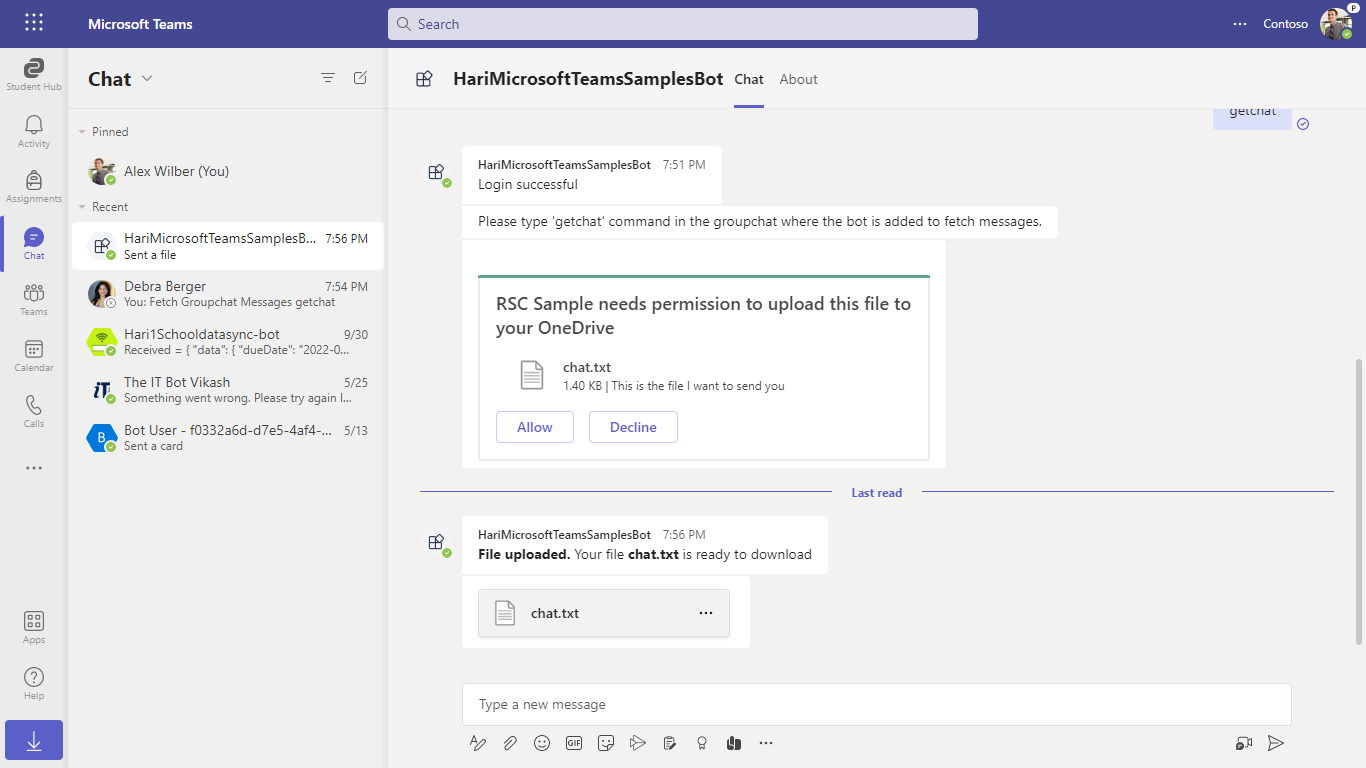 Microsoft Teams
Search
Contoso
P
Student Hub
Activity
Assignments
Chat
Teams
Calendar
Calls
Apps
Help
Chat
Pinned
Alex Wilber (You)
Recent
HariMicrosoftTeamsSamplesB... 7:56 PM
Sent a file
Debra Berger 7:54 PM
You: Fetch Groupchat Messages getchat
Hari1Schooldatasync-bot 9/30
Received = { "data": { "dueDate": "2022-0...
iT The IT Bot Vikash 5/25
Something went wrong. Please try again l...
B Bot User - f0332a6d-d7e5-4af4-... 5/13
Sent a card
HariMicrosoftTeamsSamplesBot Chat About
getchat
HariMicrosoftTeamsSamplesBot 7:51 PM
Login successful
Please type 'getchat' command in the groupchat where the bot is added to fetch messages.
RSC Sample needs permission to upload this file to
your OneDrive
chat.txt
1.40 KB | This is the file I want to send you
Allow Decline
Last read
HariMicrosoftTeamsSamplesBot 7:56 PM
File uploaded. Your file chat.txt is ready to download
chat.txt
Type a new message
GIF